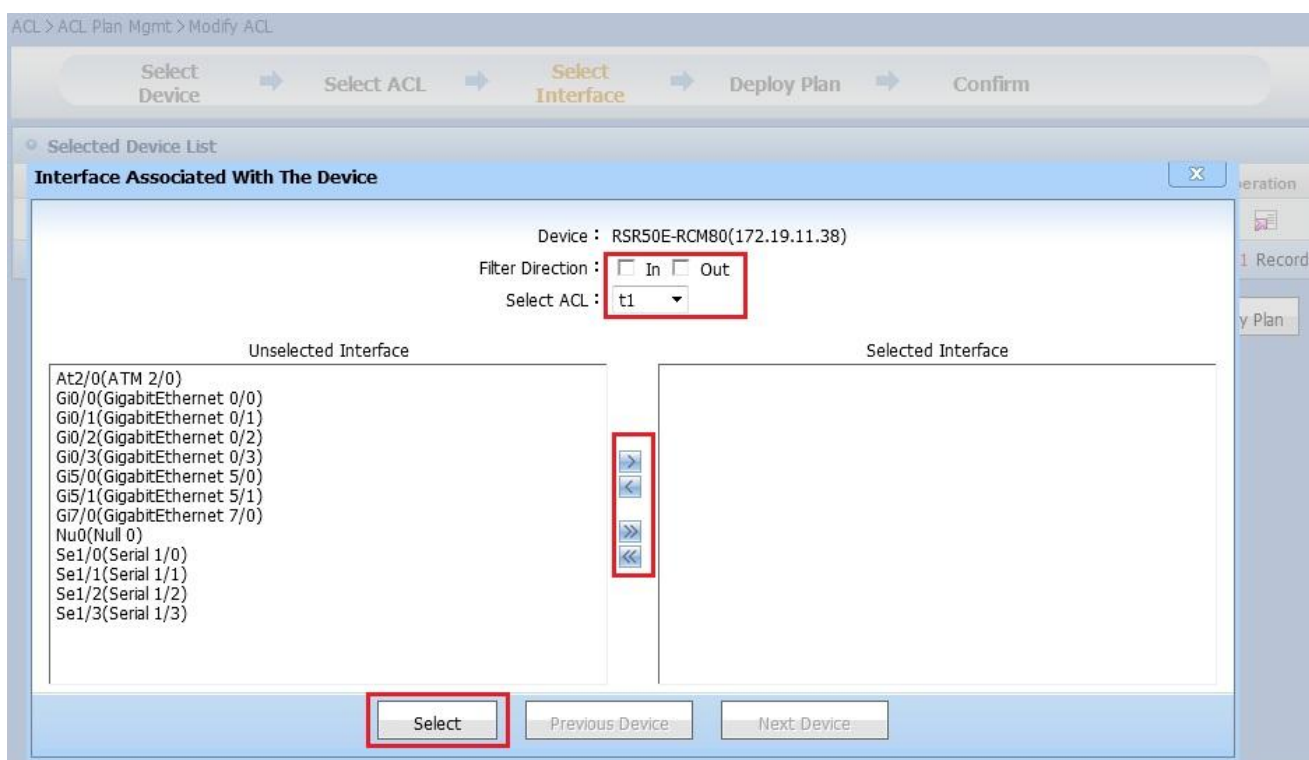 ACL > ACL Plan Mgmt > Modify ACL
Select Device
Select ACL
Select Interface
Deploy Plan
Confirm
Selected Device List
Interface Associated With The Device
eration
Device : RSR50E-RCM80(172.19.11.38)
Filter Direction : In Out
1 Record
Select ACL : t1
y Plan
Unselected Interface
Selected Interface
At2/0(ATM 2/0)
Gi0/0(GigabitEthernet 0/0)
Gi0/1(GigabitEthernet 0/1)
Gi0/2(GigabitEthernet 0/2)
Gi0/3(GigabitEthernet 0/3)
Gi5/0(GigabitEthernet 5/0)
Gi5/1(GigabitEthernet 5/1)
Gi7/0(GigabitEthernet 7/0)
Nu0(Null 0)
Se1/0(Serial 1/0)
Se1/1(Serial 1/1)
Se1/2(Serial 1/2)
Se1/3(Serial 1/3)
Select
Previous Device
Next Device